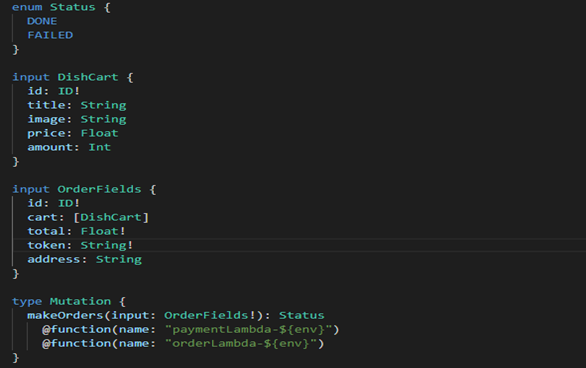 enum Status {
DONE
FAILED
}
input DishCart {
id: ID!
title: String
image: String
price: Float
amount: Int
}
input OrderFields {
id: ID!
cart: [DishCart]
total: Float!
token: String!
address: String
}
type Mutation {
makeOrders(input: OrderFields!): Status
@function(name: "paymentLambda-${env}")
@function(name: "orderLambda-${env}")
}